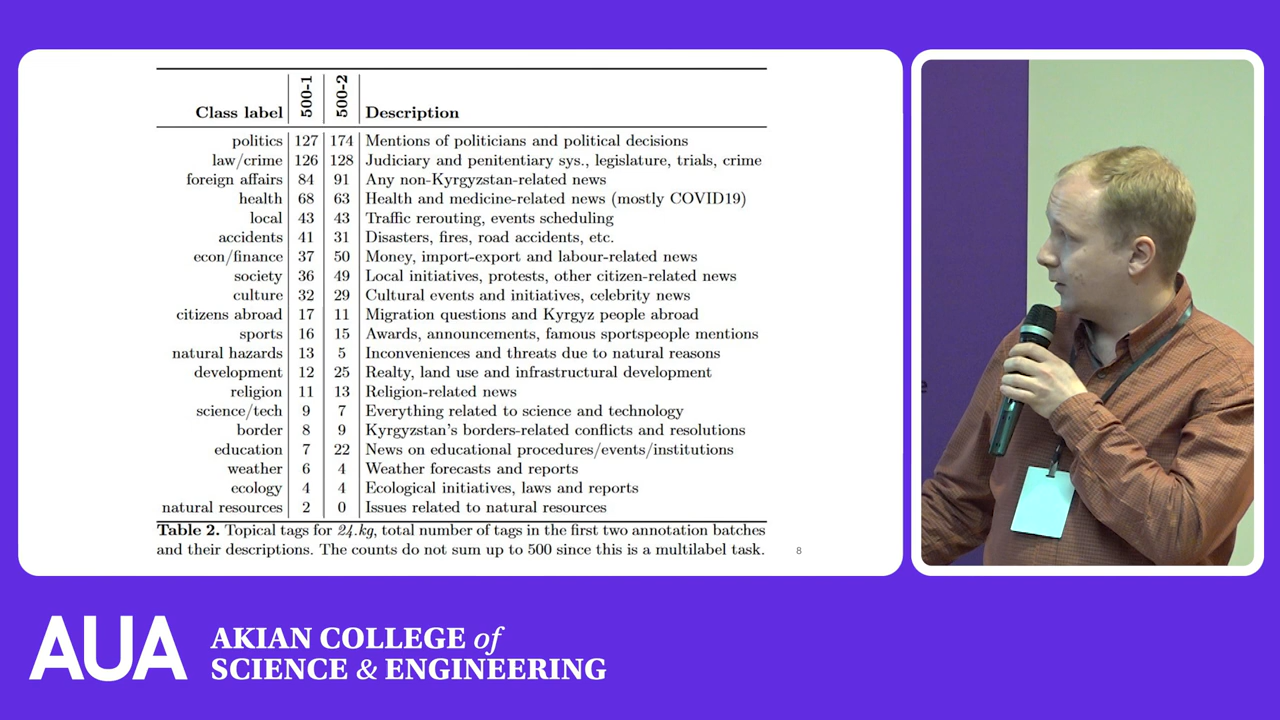 Class label 500-1 500-2 Description
politics 127 174 Mentions of politicians and political decisions
law/crime 126 128 Judiciary and penitentiary sys., legislature, trials, crime
foreign affairs 84 91 Any non-Kyrgyzstan-related news
health 68 63 Health and medicine-related news (mostly COVID19)
local 43 43 Traffic rerouting, events scheduling
accidents 41 31 Disasters, fires, road accidents, etc.
econ/finance 37 50 Money, import-export and labour-related news
society 36 49 Local initiatives, protests, other citizen-related news
culture 32 29 Cultural events and initiatives, celebrity news
citizens abroad 17 11 Migration questions and Kyrgyz people abroad
sports 16 15 Awards, announcements, famous sportspeople mentions
natural hazards 13 5 Inconveniences and threats due to natural reasons
development 12 25 Realty, land use and infrastructural development
religion 11 13 Religion-related news
science/tech 9 7 Everything related to science and technology
border 8 9 Kyrgyzstan's borders-related conflicts and resolutions
education 7 22 News on educational procedures/events/institutions
weather 6 4 Weather forecasts and reports
ecology 4 4 Ecological initiatives, laws and reports
natural resources 2 0 Issues related to natural resources
Table 2. Topical tags for 24.kg, total number of tags in the first two annotation batches
and their descriptions. The counts do not sum up to 500 since this is a multilabel task.
8
AUA
AKIAN COLLEGE of
SCIENCE & ENGINEERING